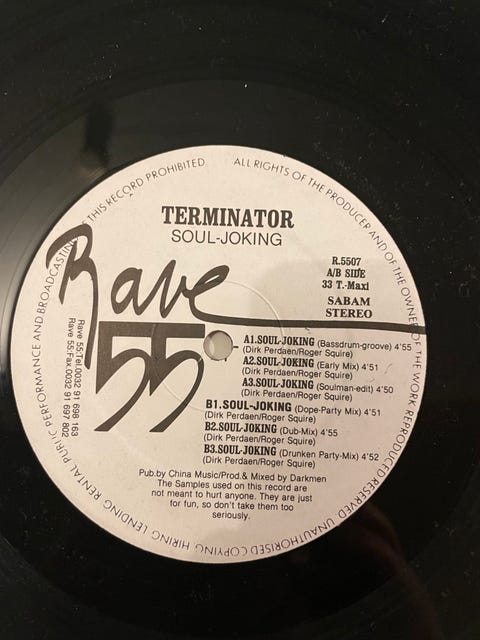 ALL RIGHTS OF THE PRODUCER AND OF THE OWNER OF THE WORK REPRODUCED RESERVED. UNAUTHORISED COPYING, HIRING, LENDING, RENTAL, PUBLIC PERFORMANCE AND BROADCASTING OF THIS RECORD PROHIBITED.
TERMINATOR
SOUL-JOKING
Rave
55
R.5507
A/B SIDE
33 T.-Maxi
SABAM
STEREO
Rave 55:Tel.0032 91 698 163
Rave 55:Fax:0032 91 697 802
A1.SOUL-JOKING (Bassdrum-groove) 4'55
(Dirk Perdaen/Roger Squire)
A2.SOUL-JOKING (Early Mix) 4'51
(Dirk Perdaen/Roger Squire)
A3.SOUL-JOKING (Soulman-edit) 4'50
(Dirk Perdaen/Roger Squire)
B1.SOUL-JOKING (Dope-Party Mix) 4'51
(Dirk Perdaen/Roger Squire)
B2.SOUL-JOKING (Dub-Mix) 4'55
(Dirk Perdaen/Roger Squire)
B3.SOUL-JOKING (Drunken Party-Mix) 4'52
(Dirk Perdaen/Roger Squire)
Pub.by China Music/Prod.& Mixed by Darkmen
The Samples used on this record are
not meant to hurt anyone. They are just
for fun, so don't take them too
seriously.